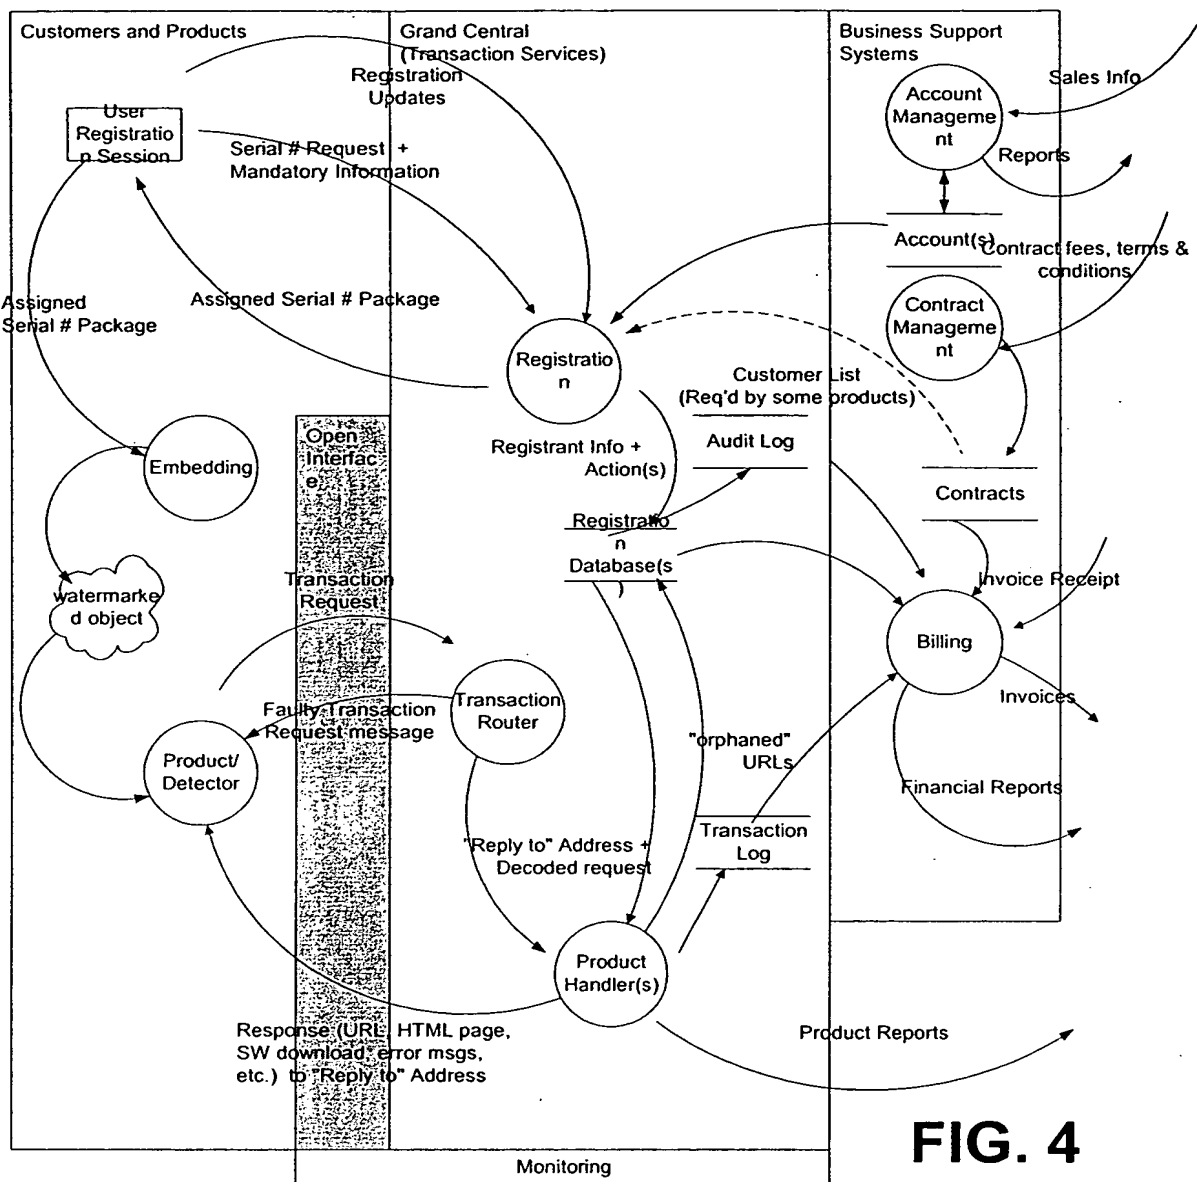 Customers and Products
Grand Central
(Transaction Services)
Business Support
Systems
Registration
Updates
Account
Manageme
nt
Sales Info
User
Registratio
n Session
Serial # Request +
Mandatory Information
Reports
Account(s)
Contract fees, terms &
conditions
Assigned
Serial # Package
Assigned Serial # Package
Contract
Manageme
nt
Registratio
n
Customer List
(Req'd by some products)
Open
Interfac
e
Registrant Info +
Action(s)
Audit Log
Embedding
Contracts
Registratio
n
Database(s
)
Transaction
Request
Invoice Receipt
watermarke
d object
Billing
Transaction
Router
Invoices
Faulty Transaction
Request message
Product/
Detector
"orphaned"
URLs
Financial Reports
"Reply to" Address +
Decoded request
Transaction
Log
Product
Handler(s)
Response (URL, HTML page,
SW download, error msgs,
etc.) to "Reply to" Address
Product Reports
FIG. 4
Monitoring